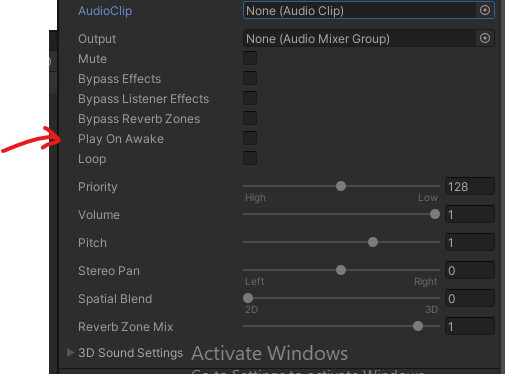 AudioClip None (Audio Clip)
Output None (Audio Mixer Group)
Mute
Bypass Effects
Bypass Listener Effects
Bypass Reverb Zones
Play On Awake
Loop
Priority 128
High Low
Volume 1
Pitch 1
Stereo Pan 0
Left Right
Spatial Blend 0
2D 3D
Reverb Zone Mix 1
3D Sound Settings Activate Windows
Go to Settings to activate Windows